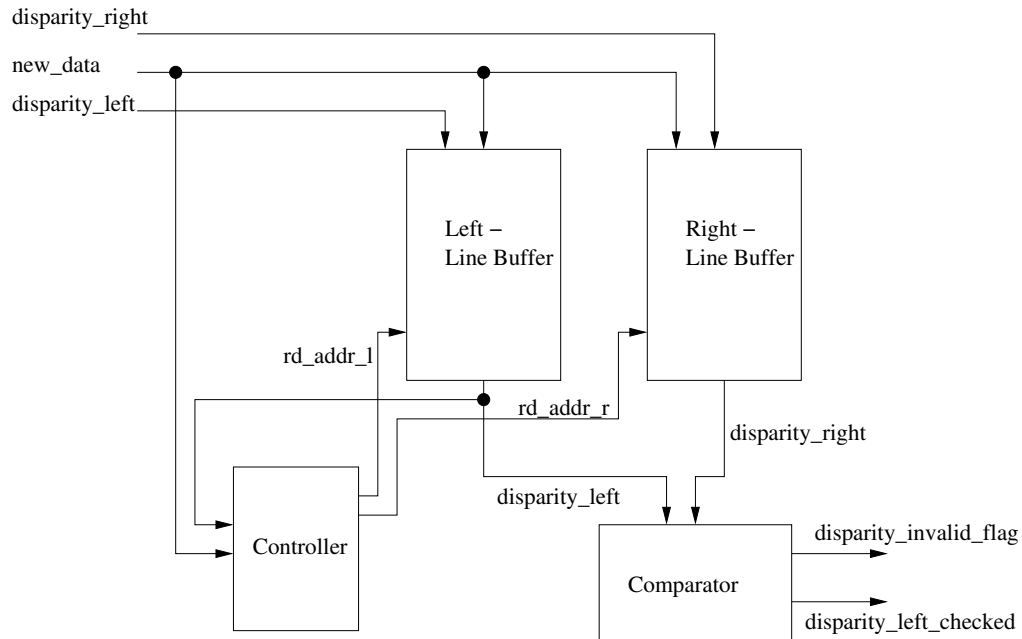 disparity_right
new_data
disparity_left
Left –
Line Buffer
Right –
Line Buffer
rd_addr_l
rd_addr_r
disparity_right
disparity_left
Controller
disparity_invalid_flag
Comparator
disparity_left_checked